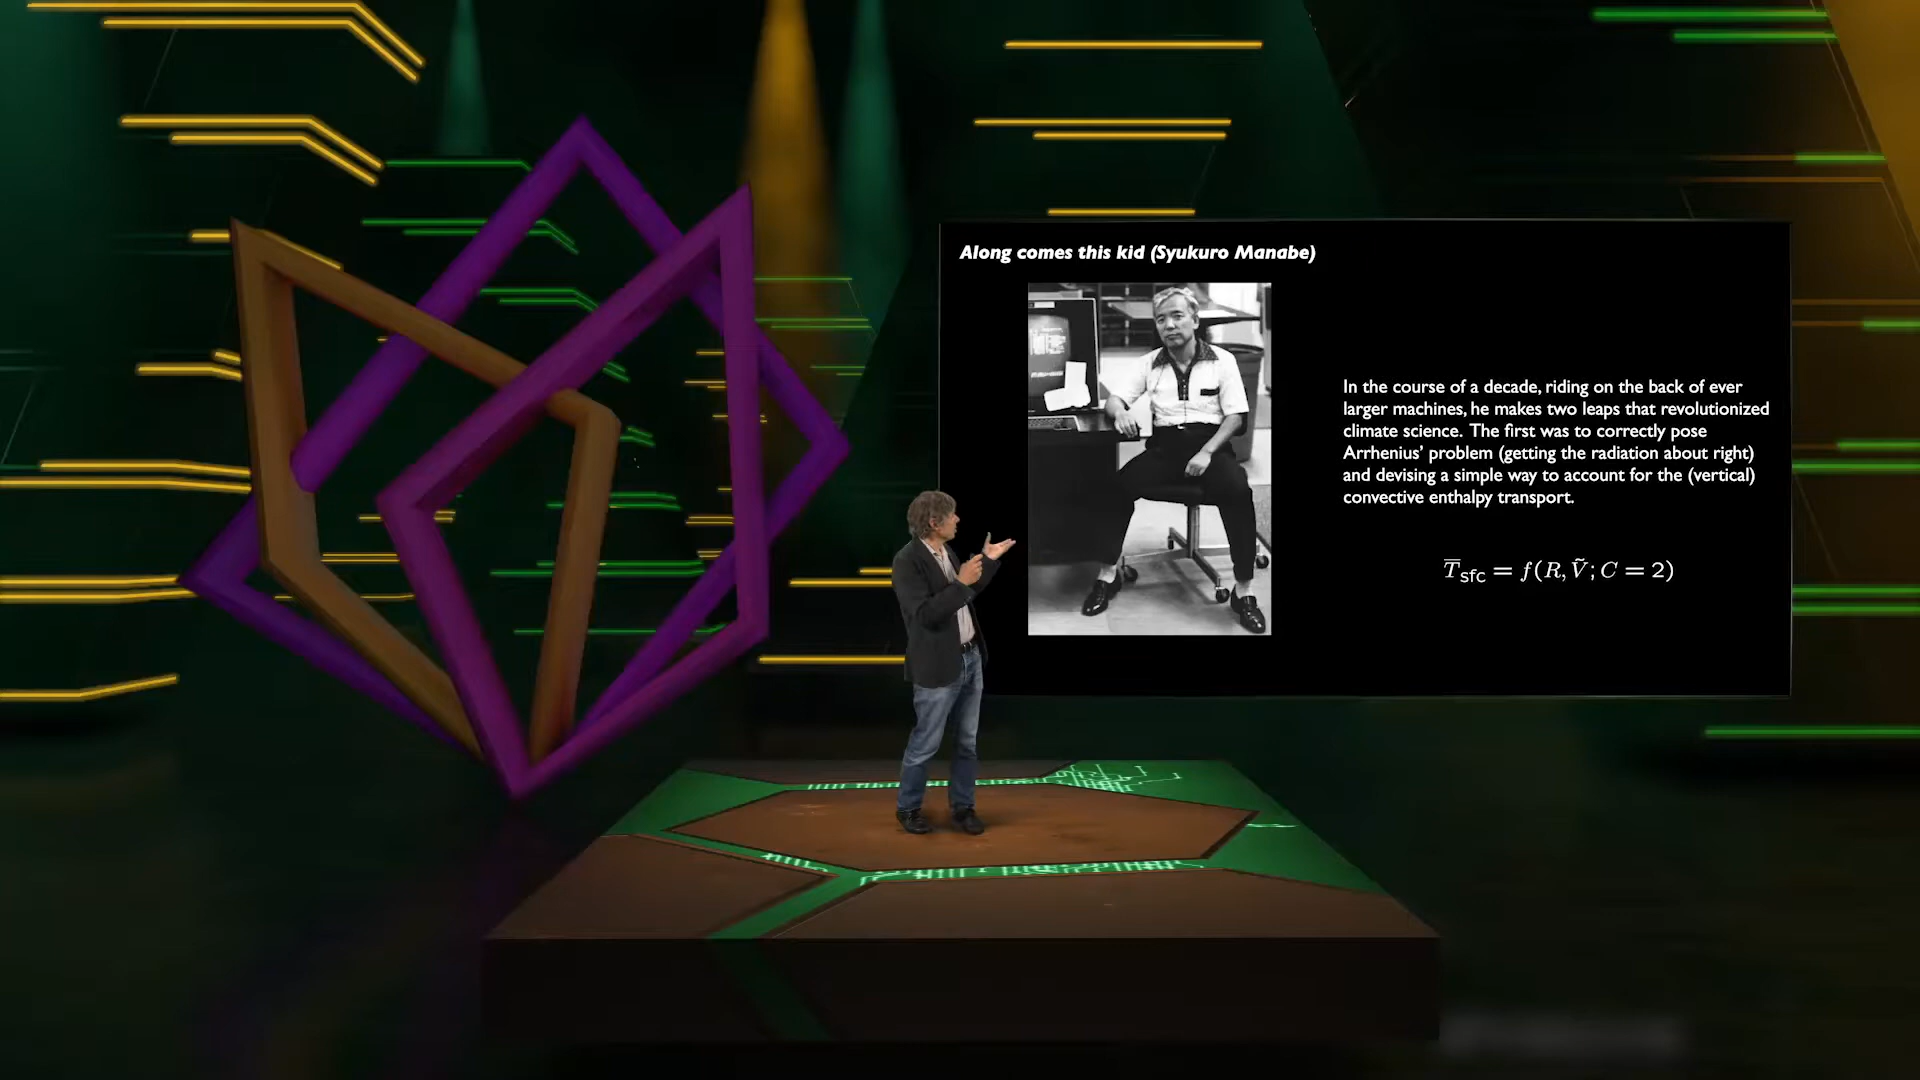 Along comes this kid (Syukuro Manabe)
In the course of a decade, riding on the back of ever
larger machines, he makes two leaps that revolutionized
climate science. The first was to correctly pose
Arrhenius' problem (getting the radiation about right)
and devising a simple way to account for the (vertical)
convective enthalpy transport.
T̅sfc = f(R, Ṽ; C = 2)